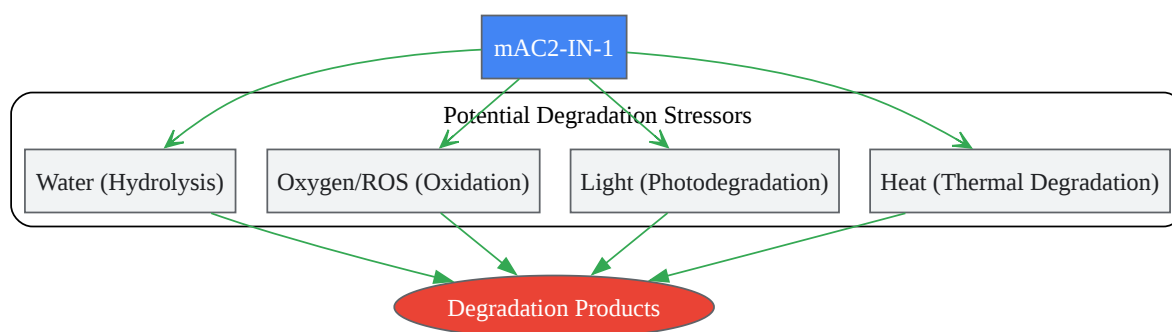 mAC2-IN-1
Potential Degradation Stressors
Water (Hydrolysis)
Oxygen/ROS (Oxidation)
Light (Photodegradation)
Heat (Thermal Degradation)
Degradation Products